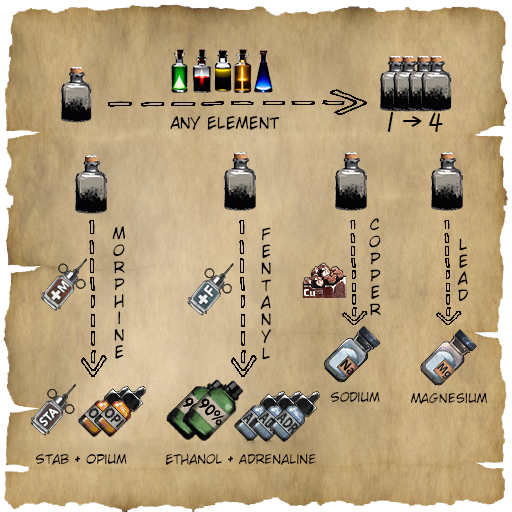 ANY ELEMENT
1 → 4
MORPHINE
FENTANYL
COPPER
LEAD
+M
+F
Cu
Na
Mg
STA
OPI
90%
ADR
SODIUM
MAGNESIUM
STAB + OPIUM
ETHANOL + ADRENALINE